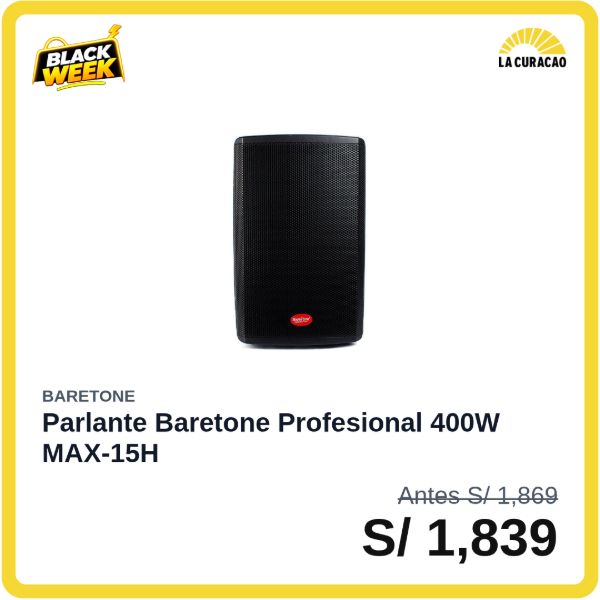 BLACK
WEEK
LA CURACAO
BARETONE
Parlante Baretone Profesional 400W
MAX-15H
Antes S/ 1,869
S/ 1,839